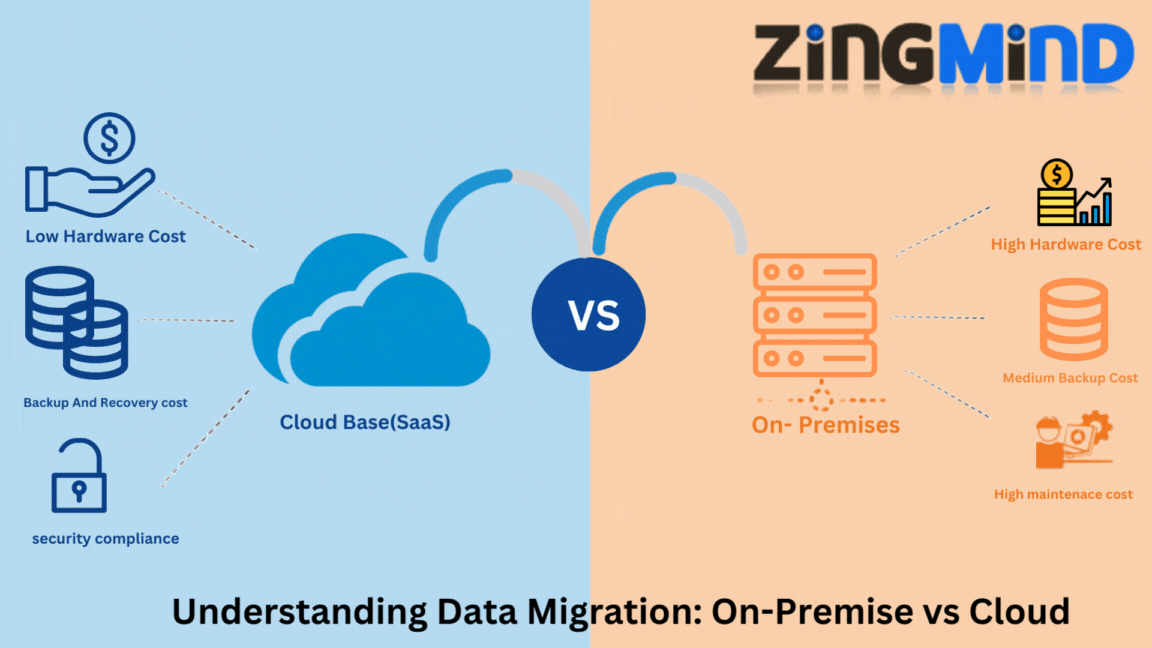 ZiNGMiND
Low Hardware Cost
Backup And Recovery cost
security compliance
Cloud Base(SaaS)
VS
On- Premises
High Hardware Cost
Medium Backup Cost
High maintenace cost
Understanding Data Migration: On-Premise vs Cloud